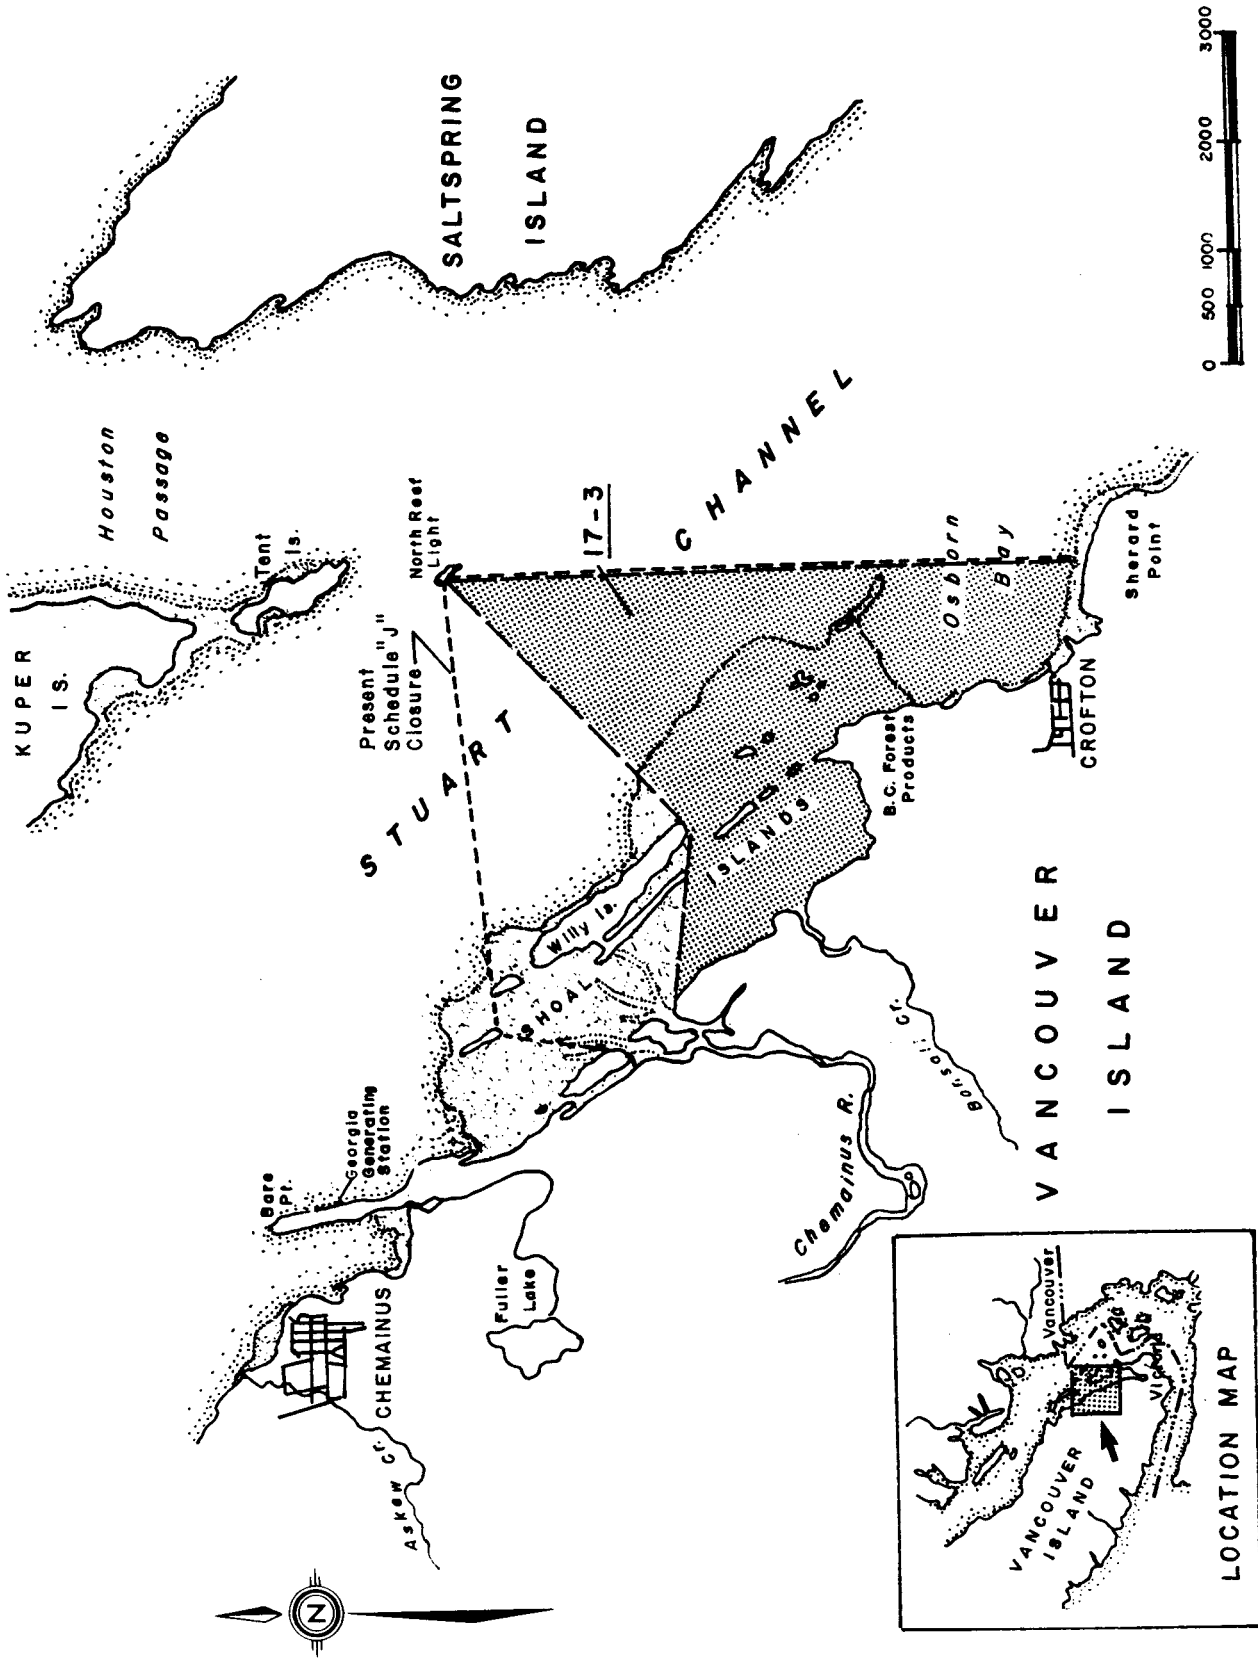 KUPER
IS.
Houston
Passage
Tent
Is.
SALTSPRING
ISLAND
North Reef
Light
Present
Schedule "J"
Closure
STUART
CHANNEL
17-3
Bare
Pt.
Georgia
Generating
Station
CHEMAINUS
Askew Cr.
Fuller
Lake
Willy Is.
SHOAL
ISLANDS
Osborn
Bay
Sherard
Point
B.C. Forest
Products
CROFTON
Chemainus R.
Bonsall Cr.
VANCOUVER
ISLAND
N
Vancouver
Victoria
VANCOUVER
ISLAND
LOCATION MAP
0 500 1000 2000 3000